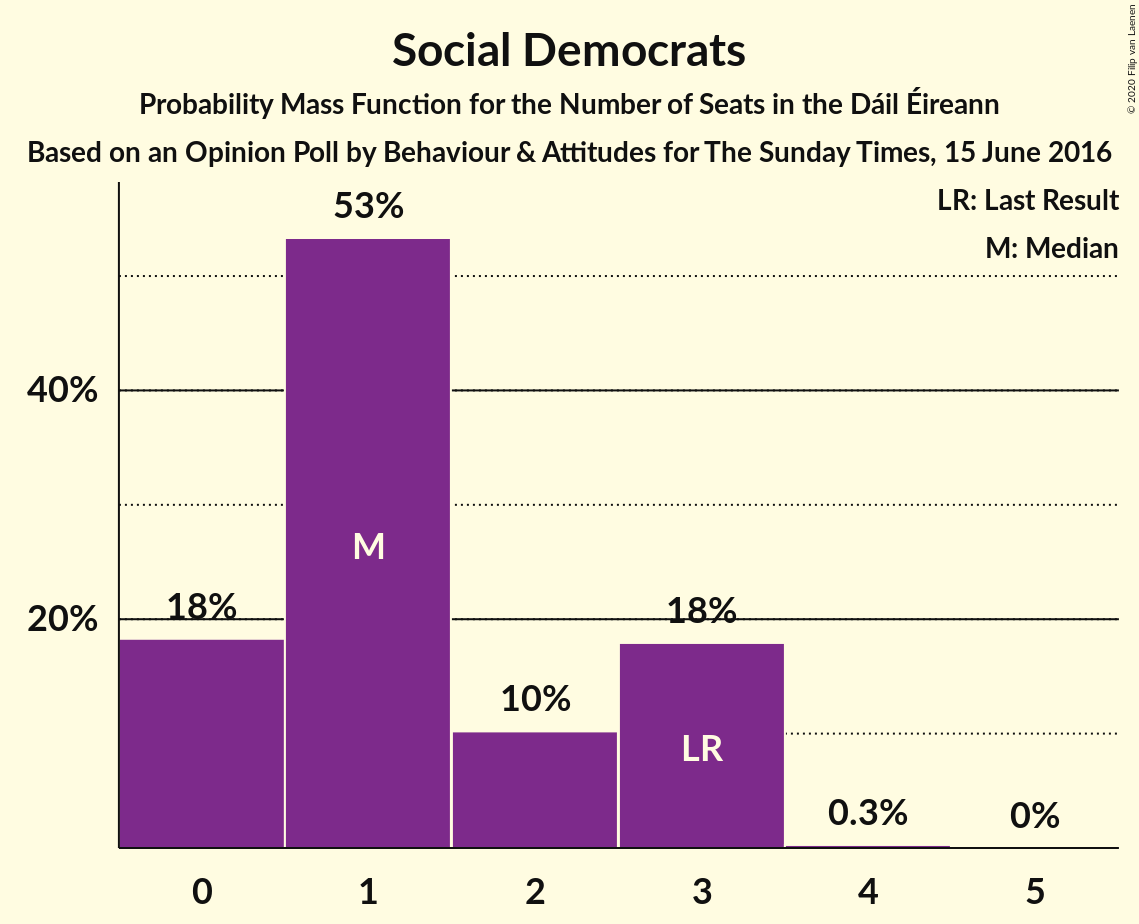 © 2020 Filip van Laenen
Social Democrats
Probability Mass Function for the Number of Seats in the Dáil Éireann
Based on an Opinion Poll by Behaviour & Attitudes for The Sunday Times, 15 June 2016
LR: Last Result
M: Median
53%
40%
M
18%
18%
20%
10%
LR
0.3%
0%
0 1 2 3 4 5